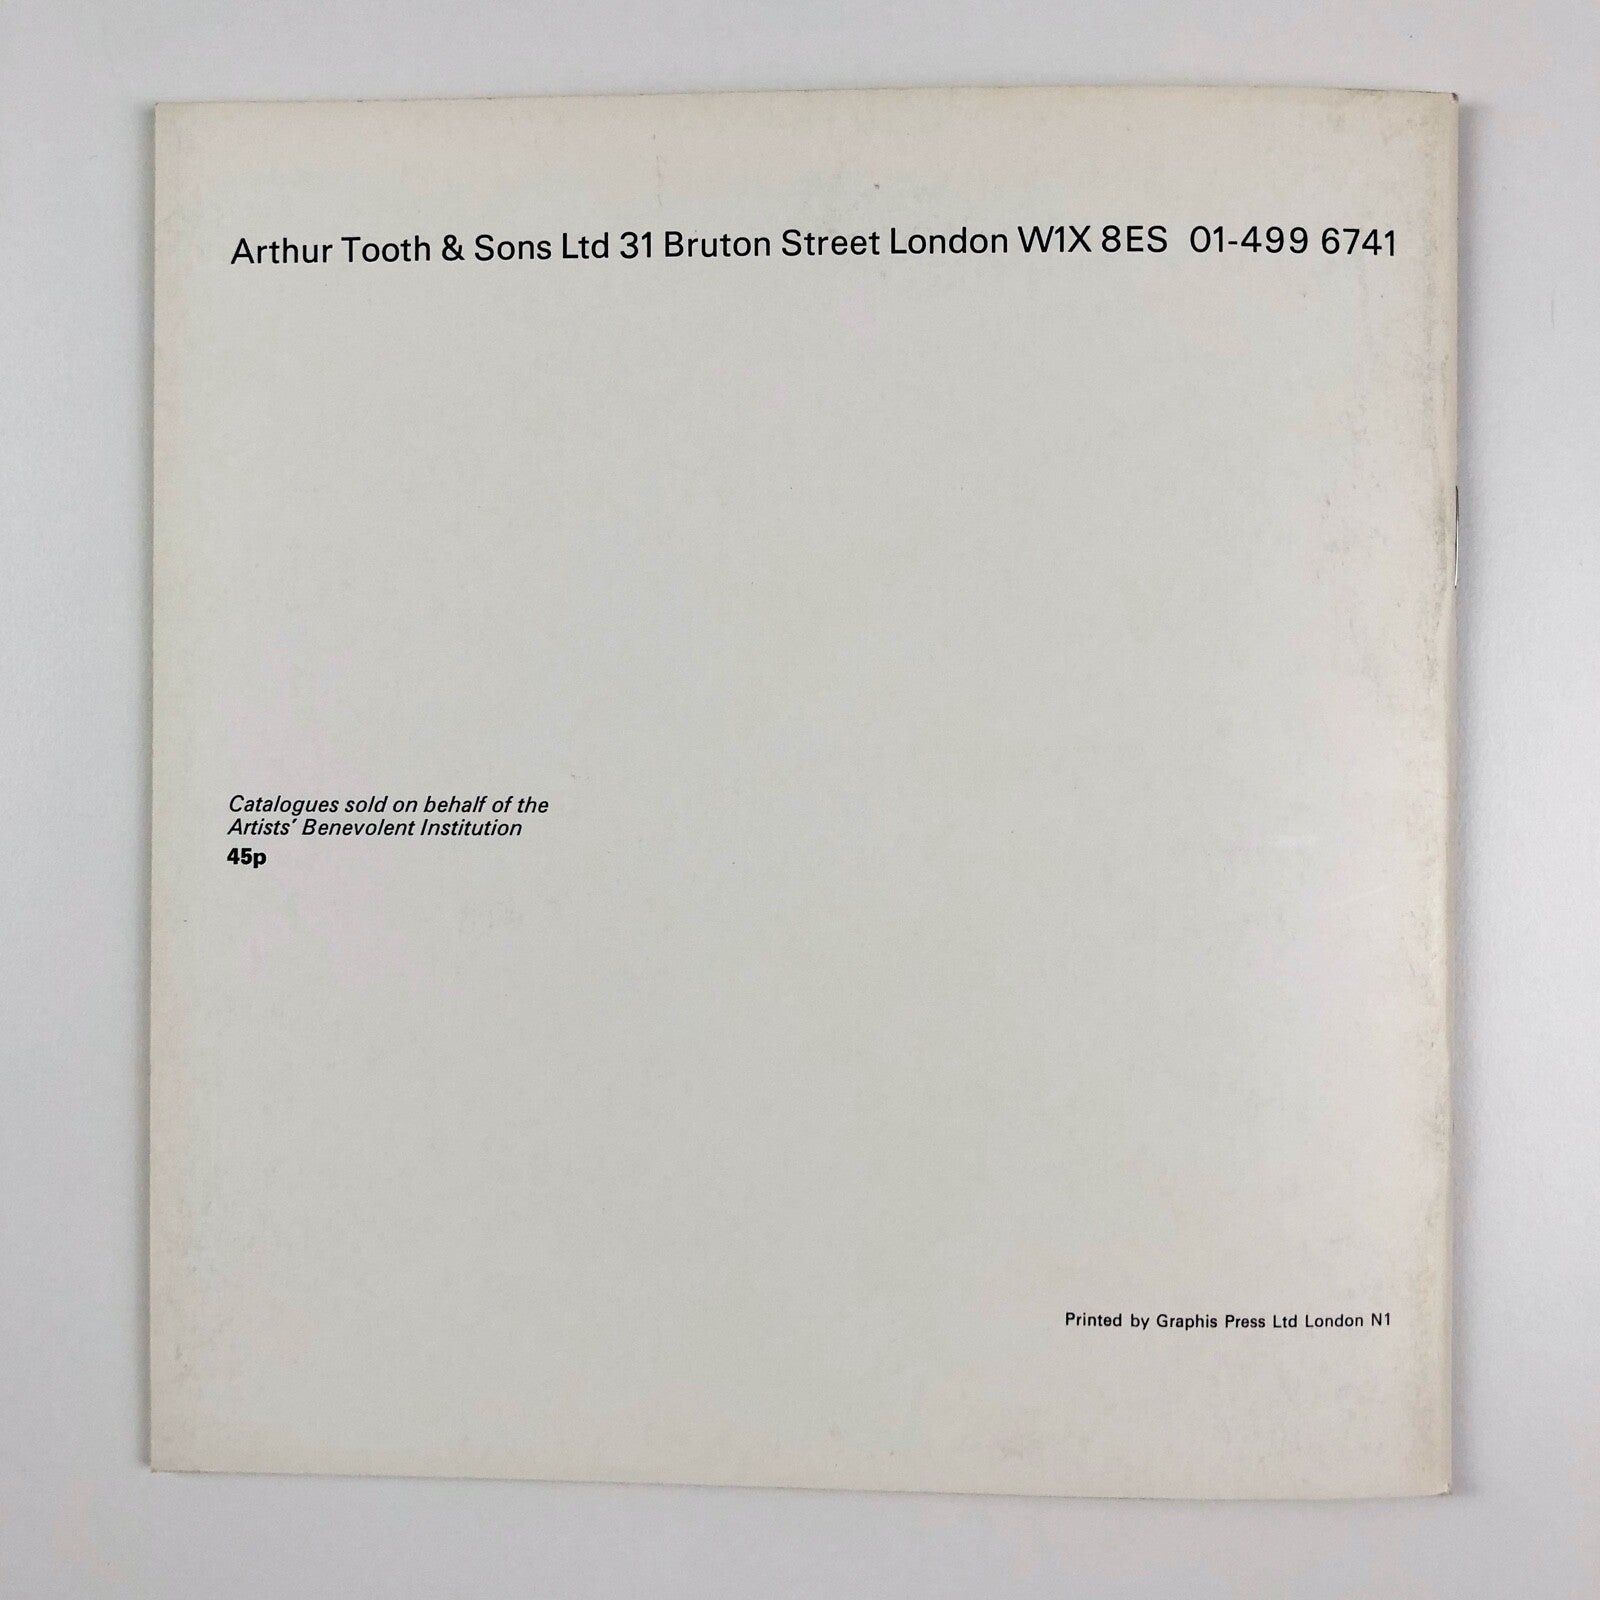 Arthur Tooth & Sons Ltd 31 Bruton Street London W1X 8ES 01-499 6741
Catalogues sold on behalf of the
Artists' Benevolent Institution
45p
Printed by Graphis Press Ltd London N1